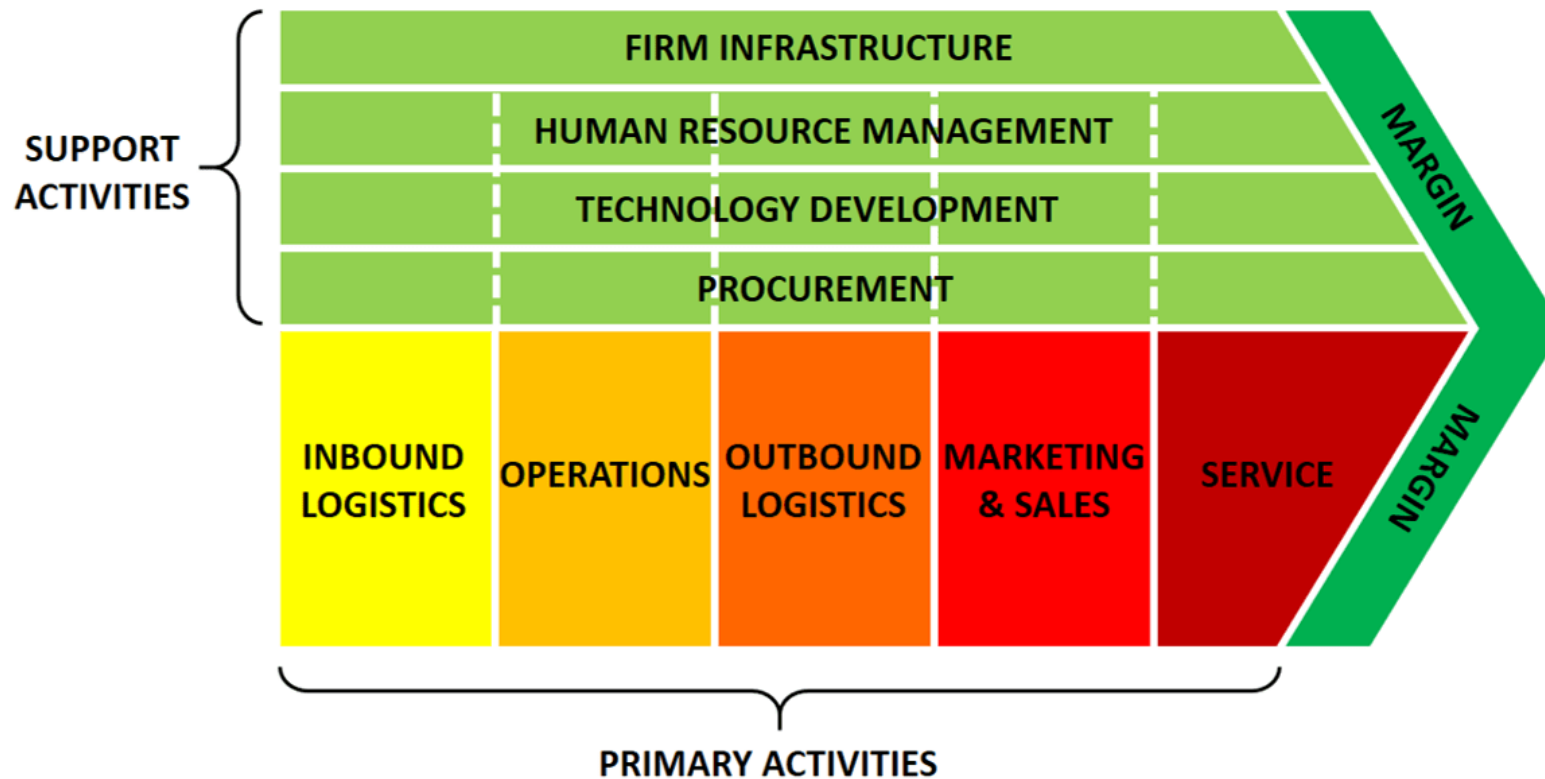 FIRM INFRASTRUCTURE
HUMAN RESOURCE MANAGEMENT
TECHNOLOGY DEVELOPMENT
PROCUREMENT
SUPPORT
ACTIVITIES
MARGIN
INBOUND
LOGISTICS
OPERATIONS
OUTBOUND
LOGISTICS
MARKETING
& SALES
SERVICE
MARGIN
PRIMARY ACTIVITIES